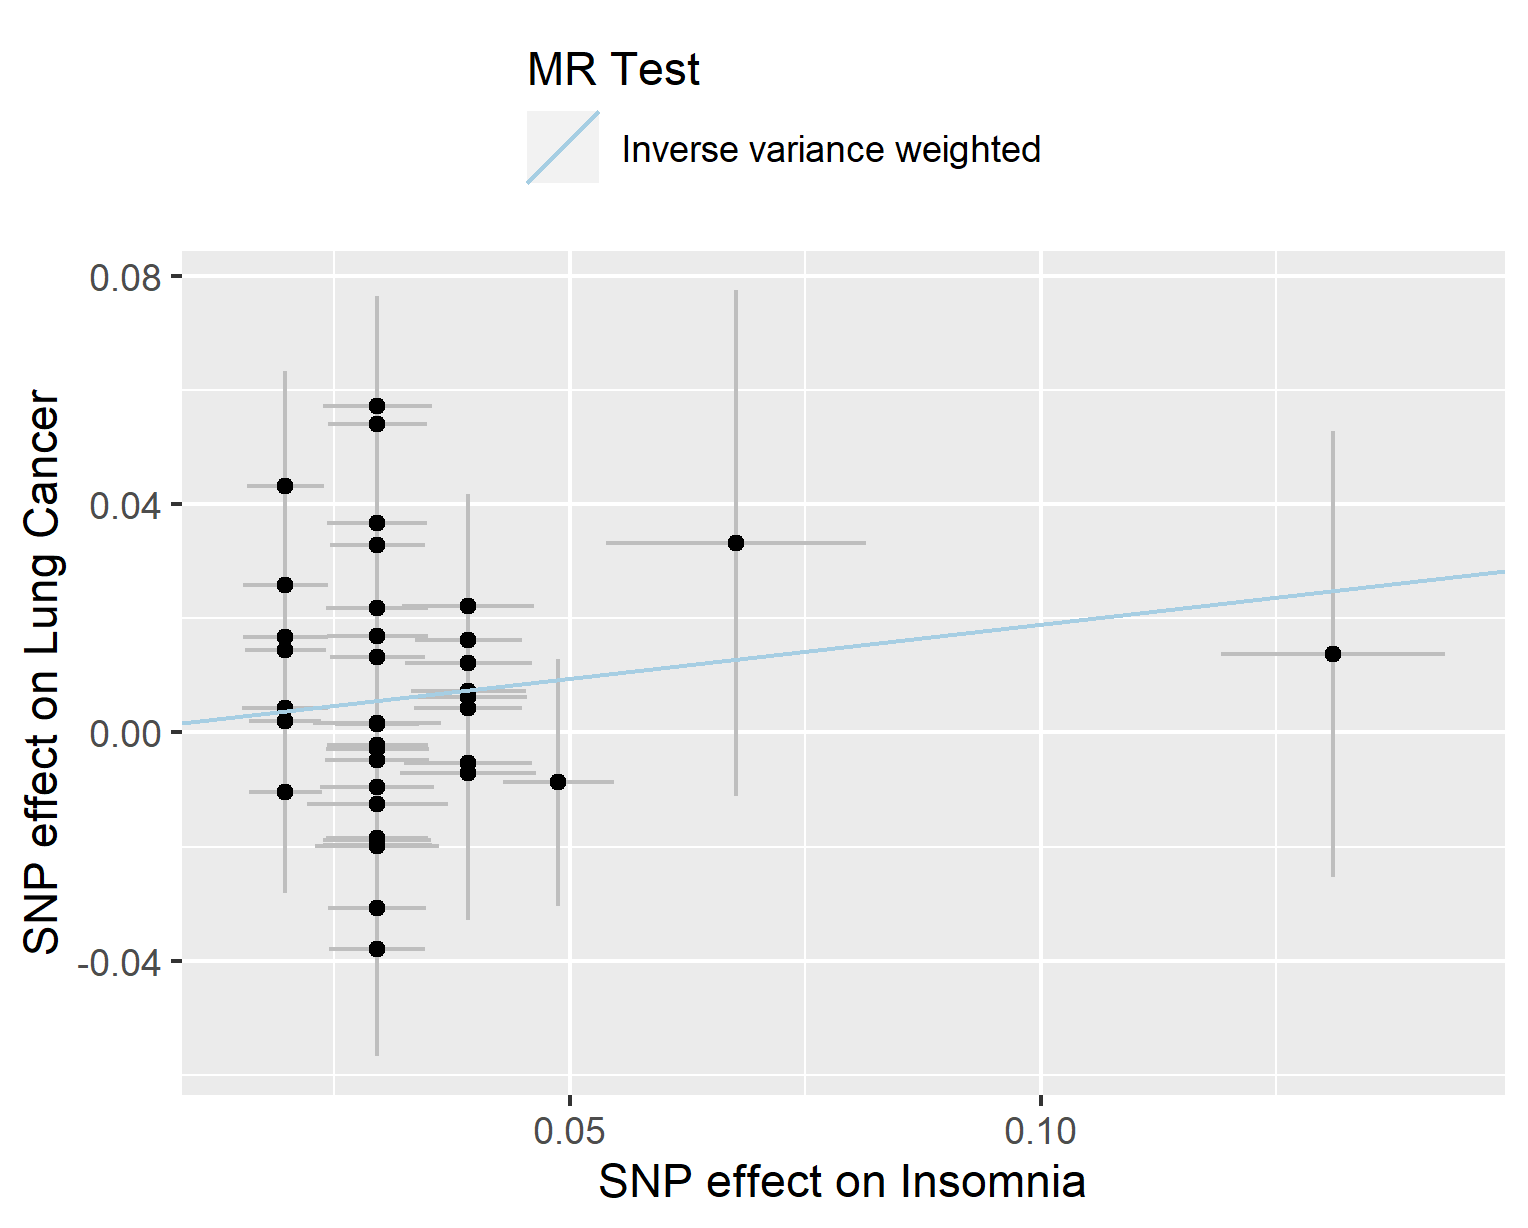 MR Test
Inverse variance weighted
0.08
0.04
0.00
-0.04
SNP effect on Lung Cancer
0.05
0.10
SNP effect on Insomnia